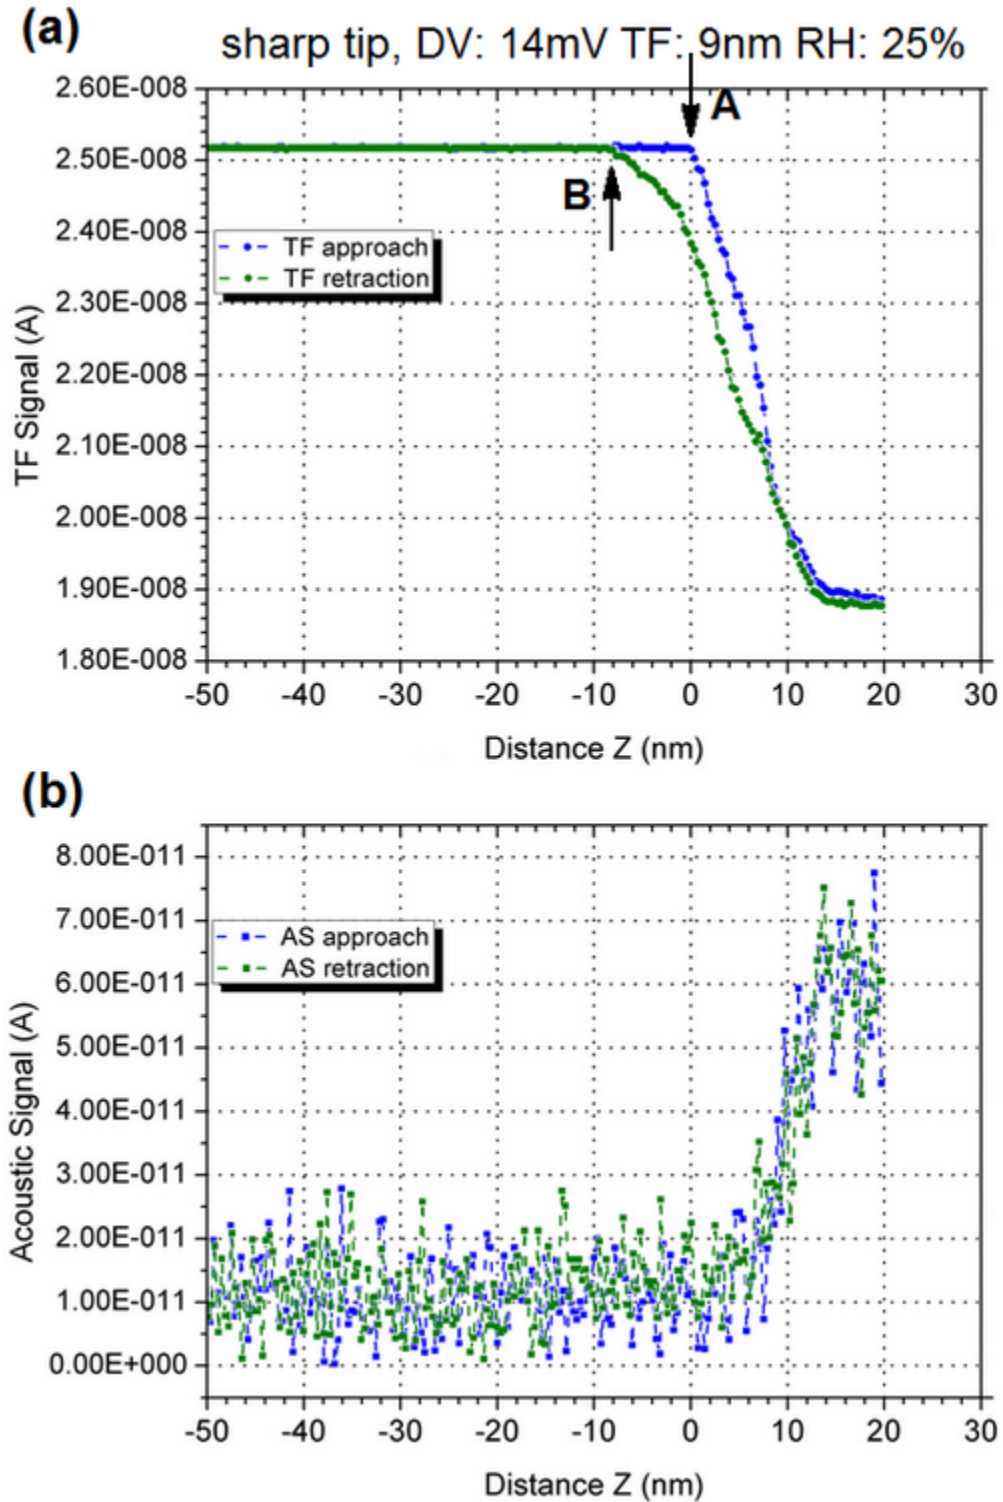 (a)
sharp tip, DV: 14mV TF: 9nm RH: 25%
A
B
2.60E-008
2.50E-008
2.40E-008
2.30E-008
2.20E-008
2.10E-008
2.00E-008
1.90E-008
1.80E-008
TF Signal (A)
TF approach
TF retraction
-50 -40 -30 -20 -10 0 10 20 30
Distance Z (nm)
(b)
8.00E-011
7.00E-011
6.00E-011
5.00E-011
4.00E-011
3.00E-011
2.00E-011
1.00E-011
0.00E+000
Acoustic Signal (A)
AS approach
AS retraction
-50 -40 -30 -20 -10 0 10 20 30
Distance Z (nm)